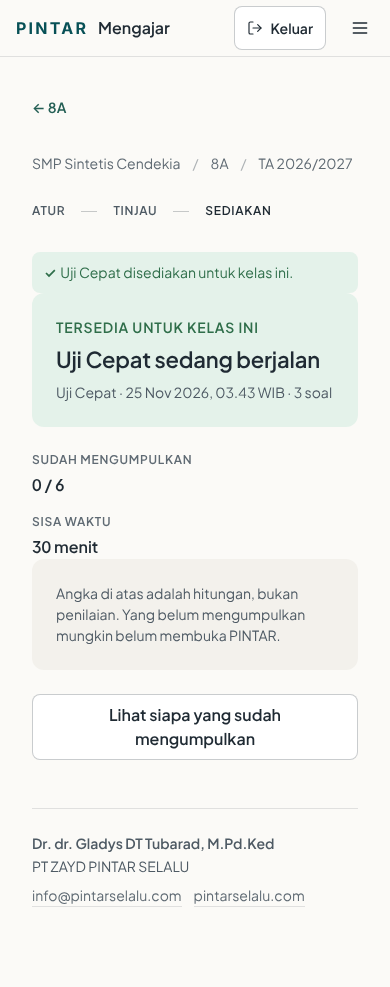 PINTAR Mengajar Keluar
← 8A
SMP Sintetis Cendekia / 8A / TA 2026/2027
ATUR — TINJAU — SEDIAKAN
✓ Uji Cepat disediakan untuk kelas ini.
TERSEDIA UNTUK KELAS INI
Uji Cepat sedang berjalan
Uji Cepat · 25 Nov 2026, 03.43 WIB · 3 soal
SUDAH MENGUMPULKAN
0 / 6
SISA WAKTU
30 menit
Angka di atas adalah hitungan, bukan
penilaian. Yang belum mengumpulkan
mungkin belum membuka PINTAR.
Lihat siapa yang sudah
mengumpulkan
Dr. dr. Gladys DT Tubarad, M.Pd.Ked
PT ZAYD PINTAR SELALU
info@pintarselalu.com pintarselalu.com